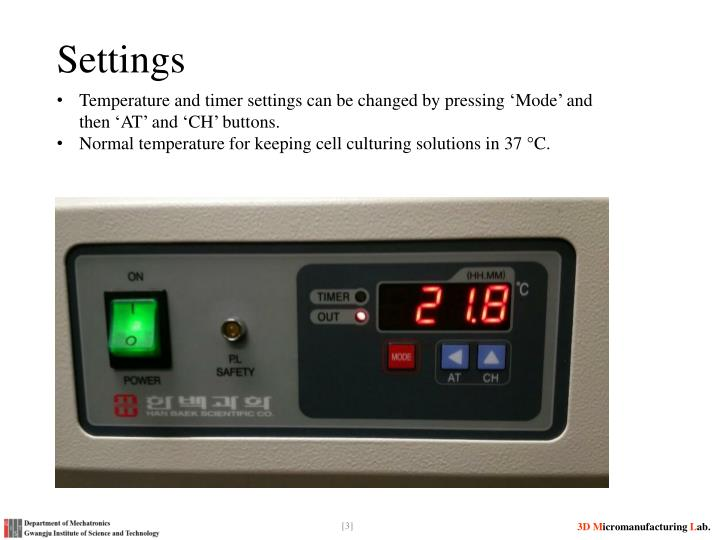 Settings
• Temperature and timer settings can be changed by pressing ‘Mode’ and
then ‘AT’ and ‘CH’ buttons.
• Normal temperature for keeping cell culturing solutions in 37 °C.
ON
(HH.MM)
TIMER
21.8 °C
OUT
MODE
P.L
SAFETY
AT CH
POWER
한백과학
HAN BAEK SCIENTIFIC CO.
Department of Mechatronics
Gwangju Institute of Science and Technology
[3]
3D Micromanufacturing Lab.